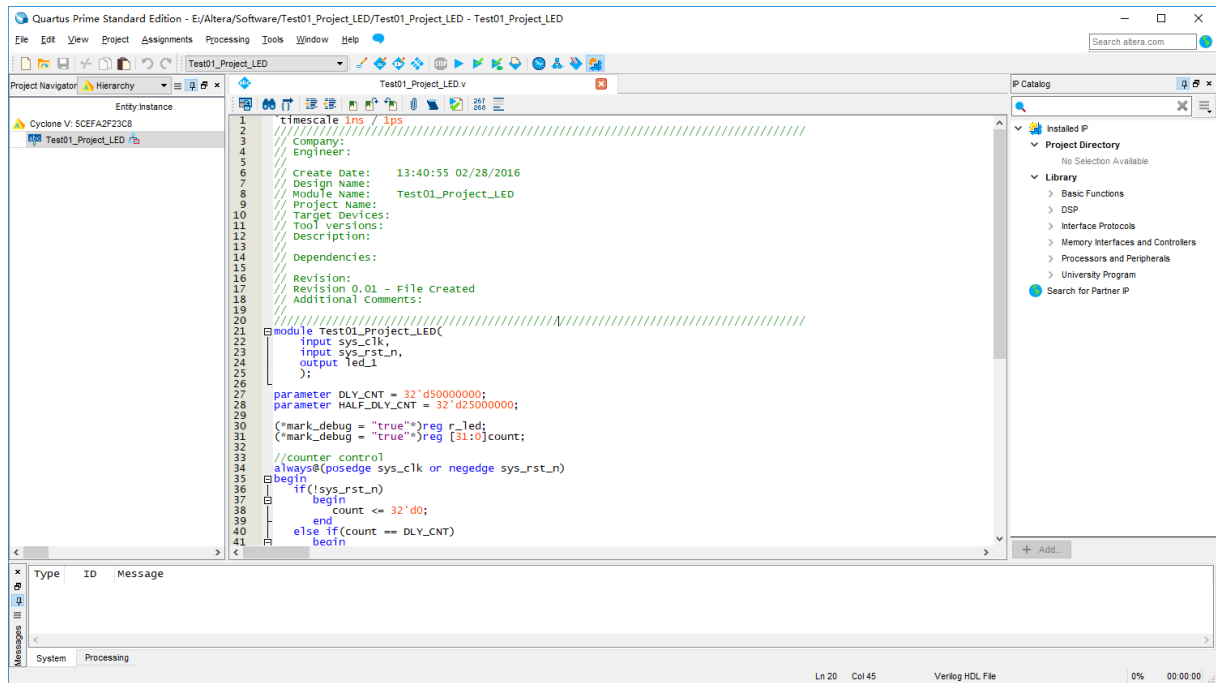 Quartus Prime Standard Edition - E:/Altera/Software/Test01_Project_LED/Test01_Project_LED - Test01_Project_LED
File Edit View Project Assignments Processing Tools Window Help
Search altera.com
Test01_Project_LED
Project Navigator Hierarchy
Entity:Instance
Cyclone V: 5CEFA2F23C8
Test01_Project_LED
Test01_Project_LED.v
267
268
1 `timescale 1ns / 1ps
2 //////////////////////////////////////////////////////////////////////////////////
3 // Company:
4 // Engineer:
5 //
6 // Create Date:    13:40:55 02/28/2016
7 // Design Name:
8 // Module Name:    Test01_Project_LED
9 // Project Name:
10 // Target Devices:
11 // Tool versions:
12 // Description:
13 //
14 // Dependencies:
15 //
16 // Revision:
17 // Revision 0.01 - File Created
18 // Additional Comments:
19 //
20 //////////////////////////////////////////////////////////////////////////////////
21 module Test01_Project_LED(
22     input sys_clk,
23     input sys_rst_n,
24     output led_1
25     );
26
27 parameter DLY_CNT = 32'd50000000;
28 parameter HALF_DLY_CNT = 32'd25000000;
29
30 (*mark_debug = "true"*)reg r_led;
31 (*mark_debug = "true"*)reg [31:0]count;
32
33 //counter control
34 always@(posedge sys_clk or negedge sys_rst_n)
35 begin
36    if(!sys_rst_n)
37       begin
38          count <= 32'd0;
39       end
40    else if(count == DLY_CNT)
41       begin
IP Catalog
Installed IP
Project Directory
No Selection Available
Library
Basic Functions
DSP
Interface Protocols
Memory Interfaces and Controllers
Processors and Peripherals
University Program
Search for Partner IP
+ Add...
Type ID Message
Messages
System Processing
Ln 20 Col 45 Verilog HDL File 0% 00:00:00